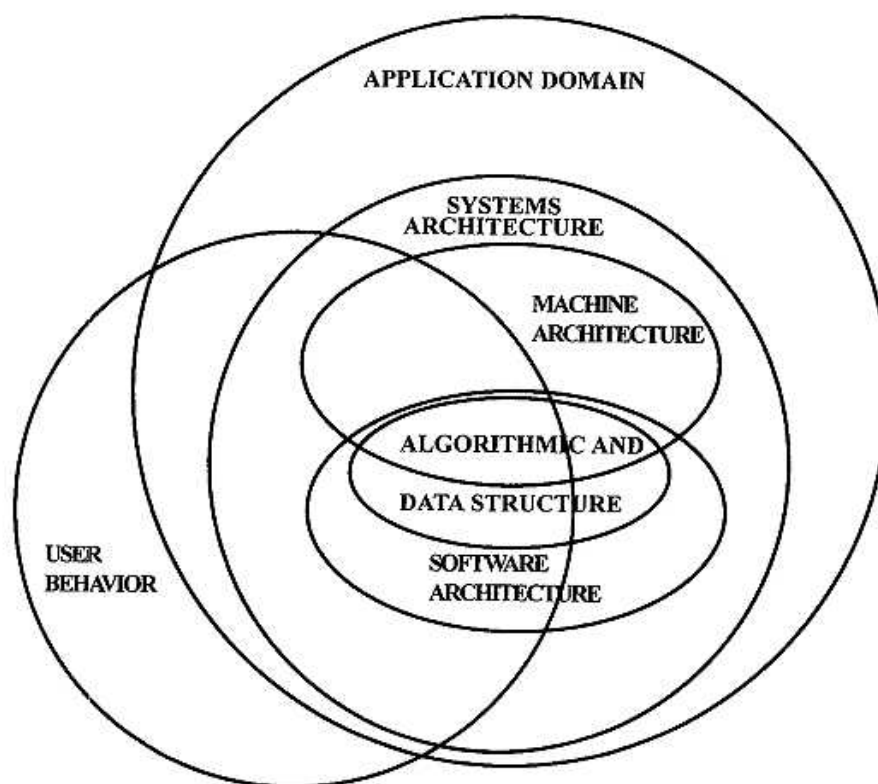 APPLICATION DOMAIN
SYSTEMS
ARCHITECTURE
MACHINE
ARCHITECTURE
ALGORITHMIC AND
DATA STRUCTURE
USER
BEHAVIOR
SOFTWARE
ARCHITECTURE